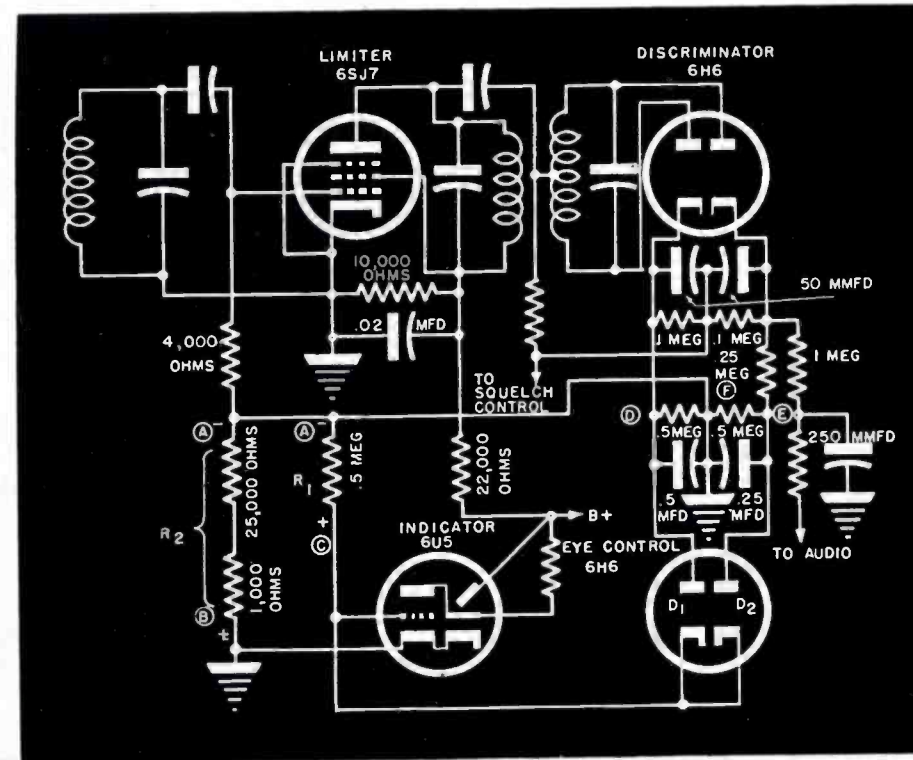 LIMITER
6SJ7
DISCRIMINATOR
6H6
10,000
OHMS
.02 MFD
4,000
OHMS
50 MMFD
.1 MEG
.1
MEG
.25
MEG
1 MEG
TO
SQUELCH
CONTROL
F
D
E
A-
A-
.5MEG
.5 MEG
250 MMFD
25,000 OHMS
R1
.5 MEG
22,000
OHMS
R2
.5
MFD
.25
MFD
+
C
B+
INDICATOR
6U5
EYE CONTROL
6H6
TO AUDIO
1,000
OHMS
B
+
D1
D2